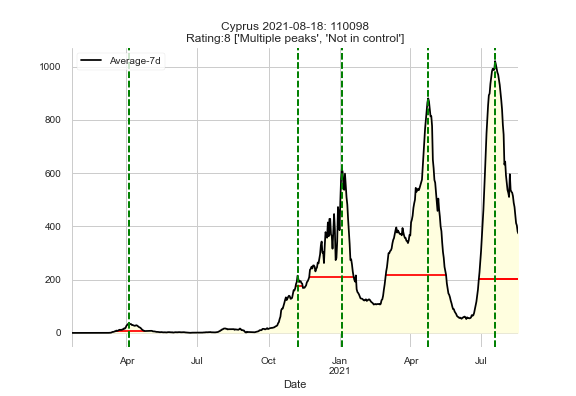 Cyprus 2021-08-18: 110098
Rating:8 ['Multiple peaks', 'Not in control']
Average-7d
1000
800
600
400
200
0
Apr Jul Oct Jan Apr Jul
2021
Date